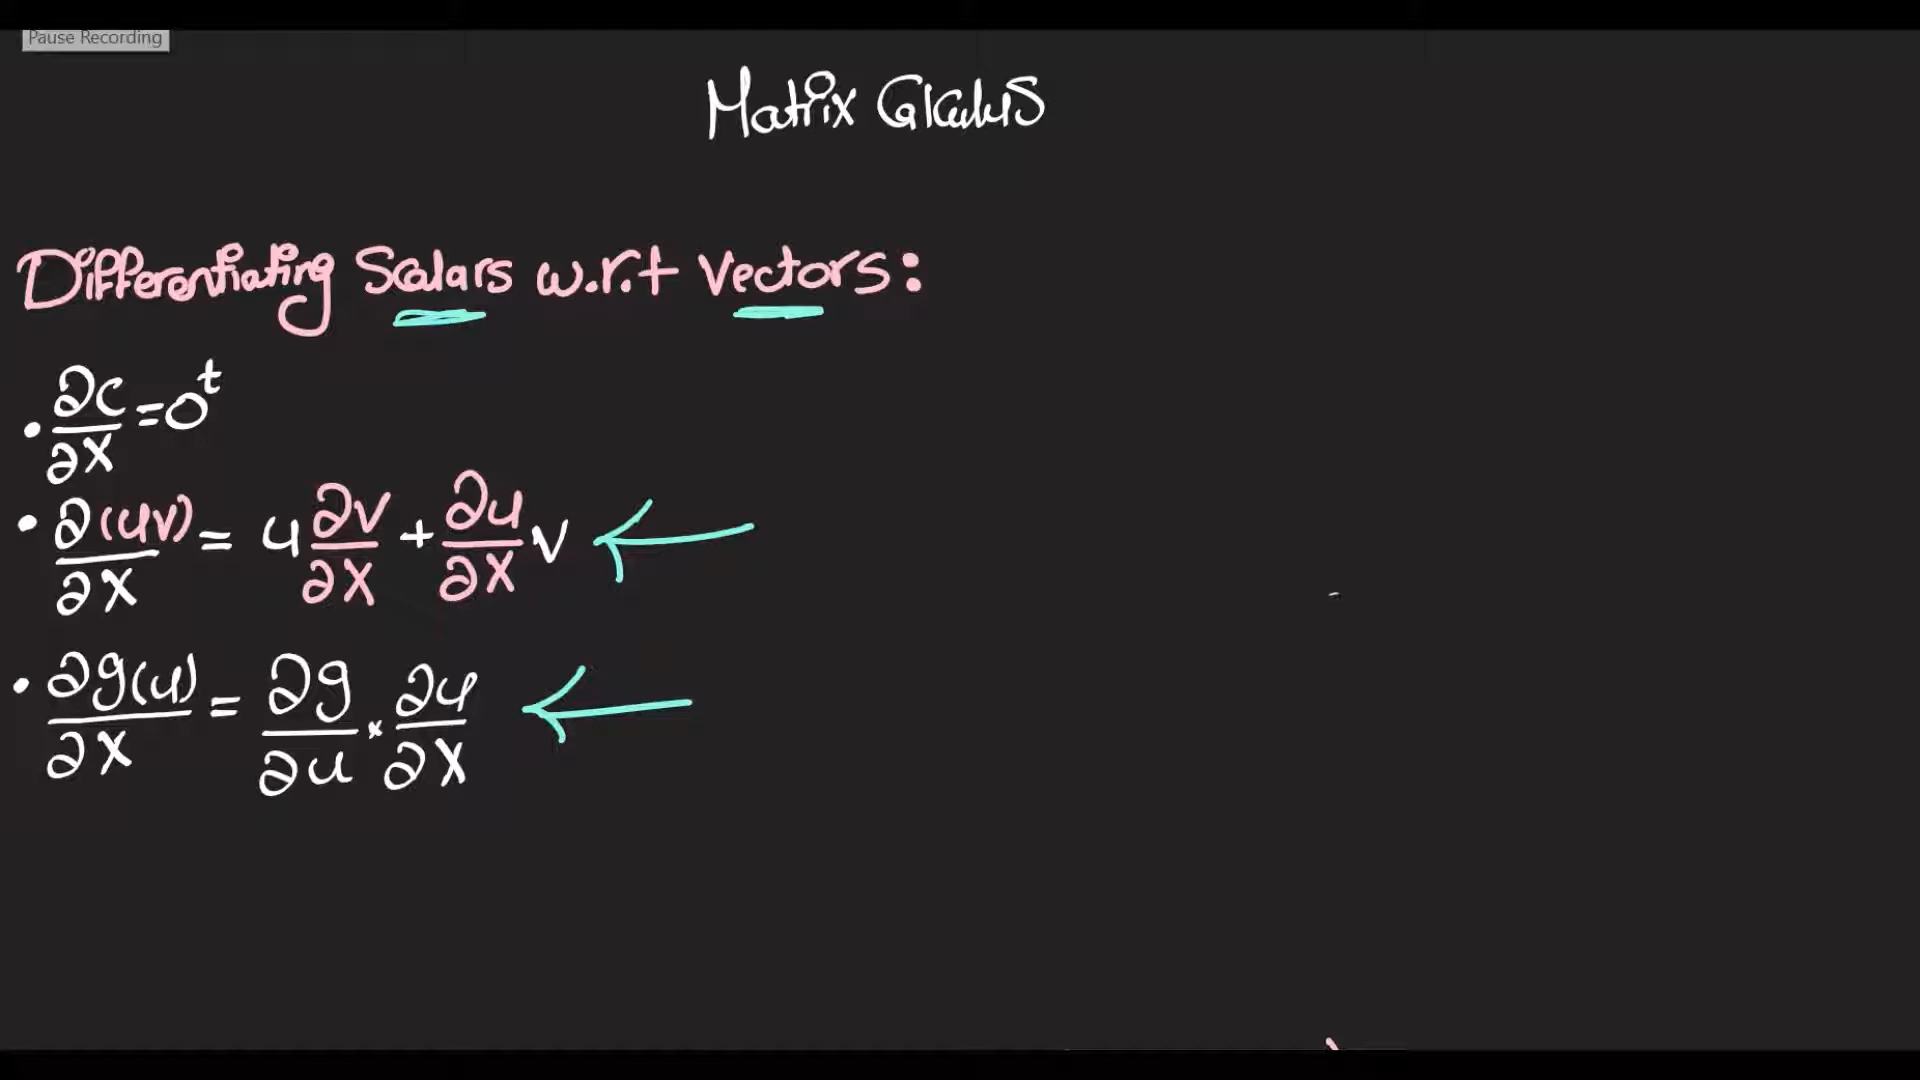 Pause Recording
Matrix Calculus
Differentiating Scalars w.r.t Vectors:
• ∂c/∂x = 0^t
• ∂(uv)/∂x = u ∂v/∂x + ∂u/∂x v
• ∂g(u)/∂x = ∂g/∂u * ∂u/∂x